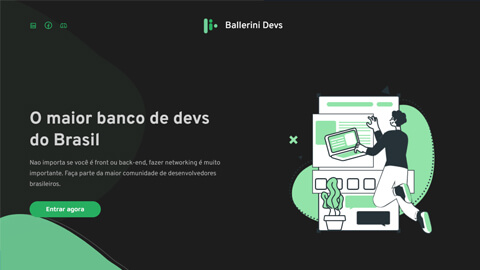 Ballerini Devs
O maior banco de devs
do Brasil
Nao importa se você é front ou back-end, fazer networking é muito
importante. Faça parte da maior comunidade de desenvolvedores
brasileiros.
Entrar agora